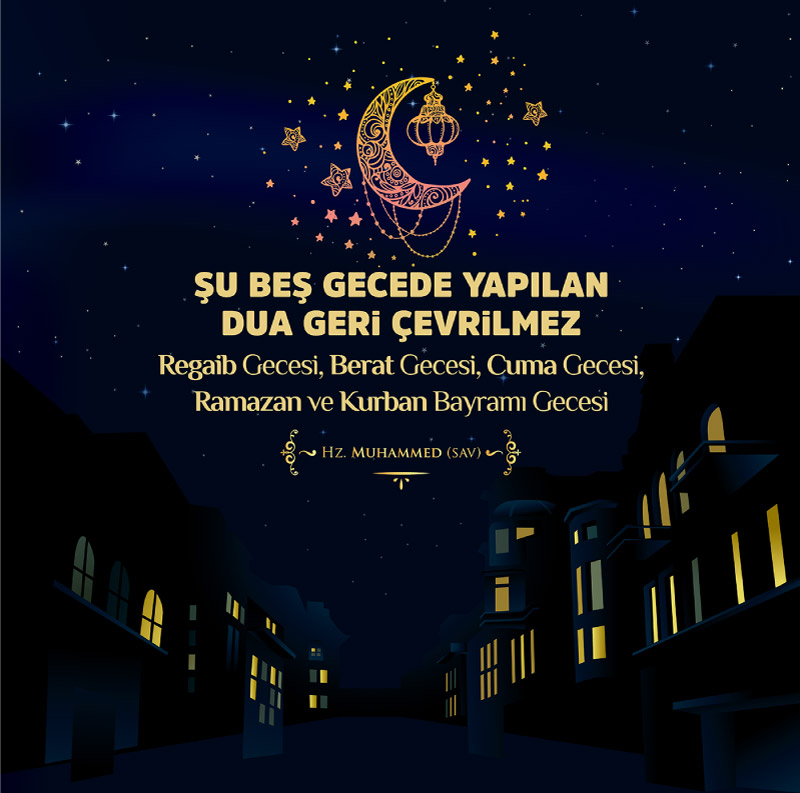 ŞU BEŞ GECEDE YAPILAN
DUA GERİ ÇEVRİLMEZ
Regaib Gecesi, Berat Gecesi, Cuma Gecesi,
Ramazan ve Kurban Bayramı Gecesi
Hz. Muhammed (sav)